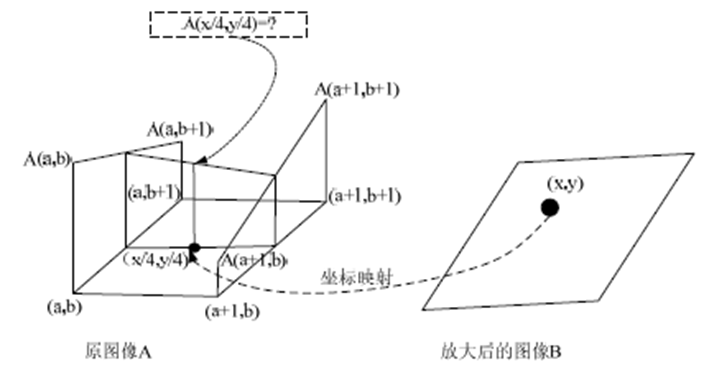 A(x/4,y/4)=?
A(a+1,b+1)
A(a,b+1)
A(a,b)
(a,b+1)
(x,y)
(a+1,b+1)
(x/4,y/4)
A(a+1,b)
坐标映射
(a,b)
(a+1,b)
原图像A
放大后的图像B